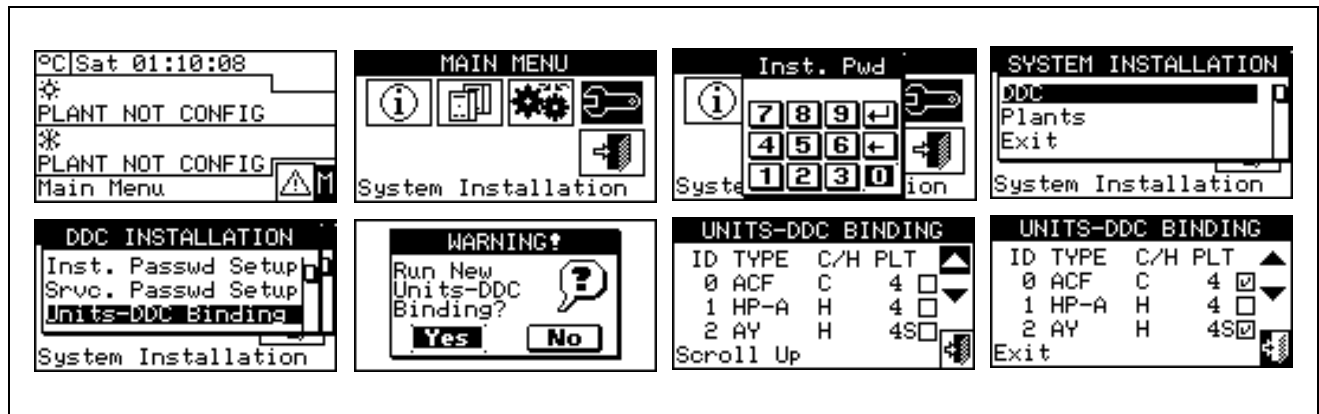 °C|Sat 01:10:08
PLANT NOT CONFIG
PLANT NOT CONFIG
Main Menu M
MAIN MENU
i
System Installation
Inst. Pwd
i
7 8 9
4 5 6
1 2 3 0
Syste ion
SYSTEM INSTALLATION
DDC
Plants
Exit
System Installation
DDC INSTALLATION
Inst. Passwd Setup
Srvc. Passwd Setup
Units-DDC Binding
System Installation
WARNING!
Run New
Units-DDC
Binding?
?
Yes No
UNITS-DDC BINDING
ID TYPE C/H PLT
0 ACF C 4
1 HP-A H 4
2 AY H 4S
Scroll Up
UNITS-DDC BINDING
ID TYPE C/H PLT
0 ACF C 4
1 HP-A H 4
2 AY H 4S
Exit